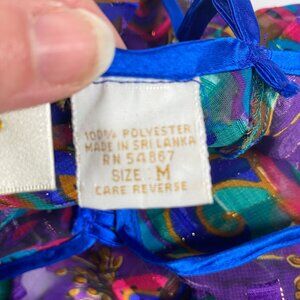 100% POLYESTER
MADE IN SRI LANKA
RN 54867
SIZE: M
CARE REVERSE